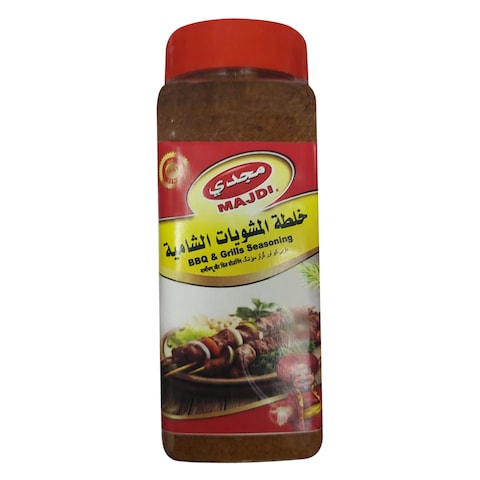 مجدي
MAJDI
خلطة المشويات الشامية
BBQ & Grills Seasoning